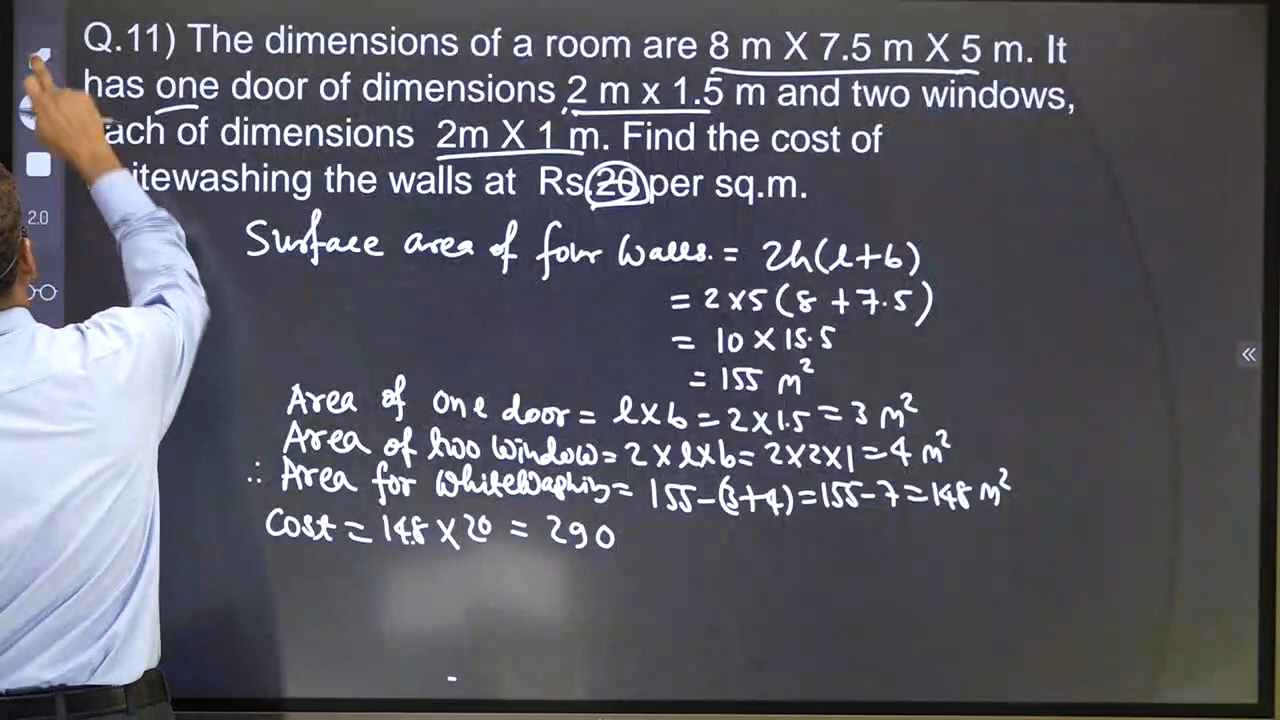 Q.11) The dimensions of a room are 8 m X 7.5 m X 5 m. It
has one door of dimensions 2 m x 1.5 m and two windows,
ach of dimensions 2m X 1 m. Find the cost of
itewashing the walls at Rs.20 per sq.m.
2.0
Surface area of four walls. = 2h(l+b)
= 2x5(8 + 7.5)
= 10 X 15.5
= 155 m²
Area of one door = l x b = 2 x 1.5 = 3 m²
Area of two window = 2 x l x b = 2x2x1 = 4 m²
∴ Area for whitewashing = 155-(3+4) = 155-7 = 148 m²
Cost = 148 X 20 = 290